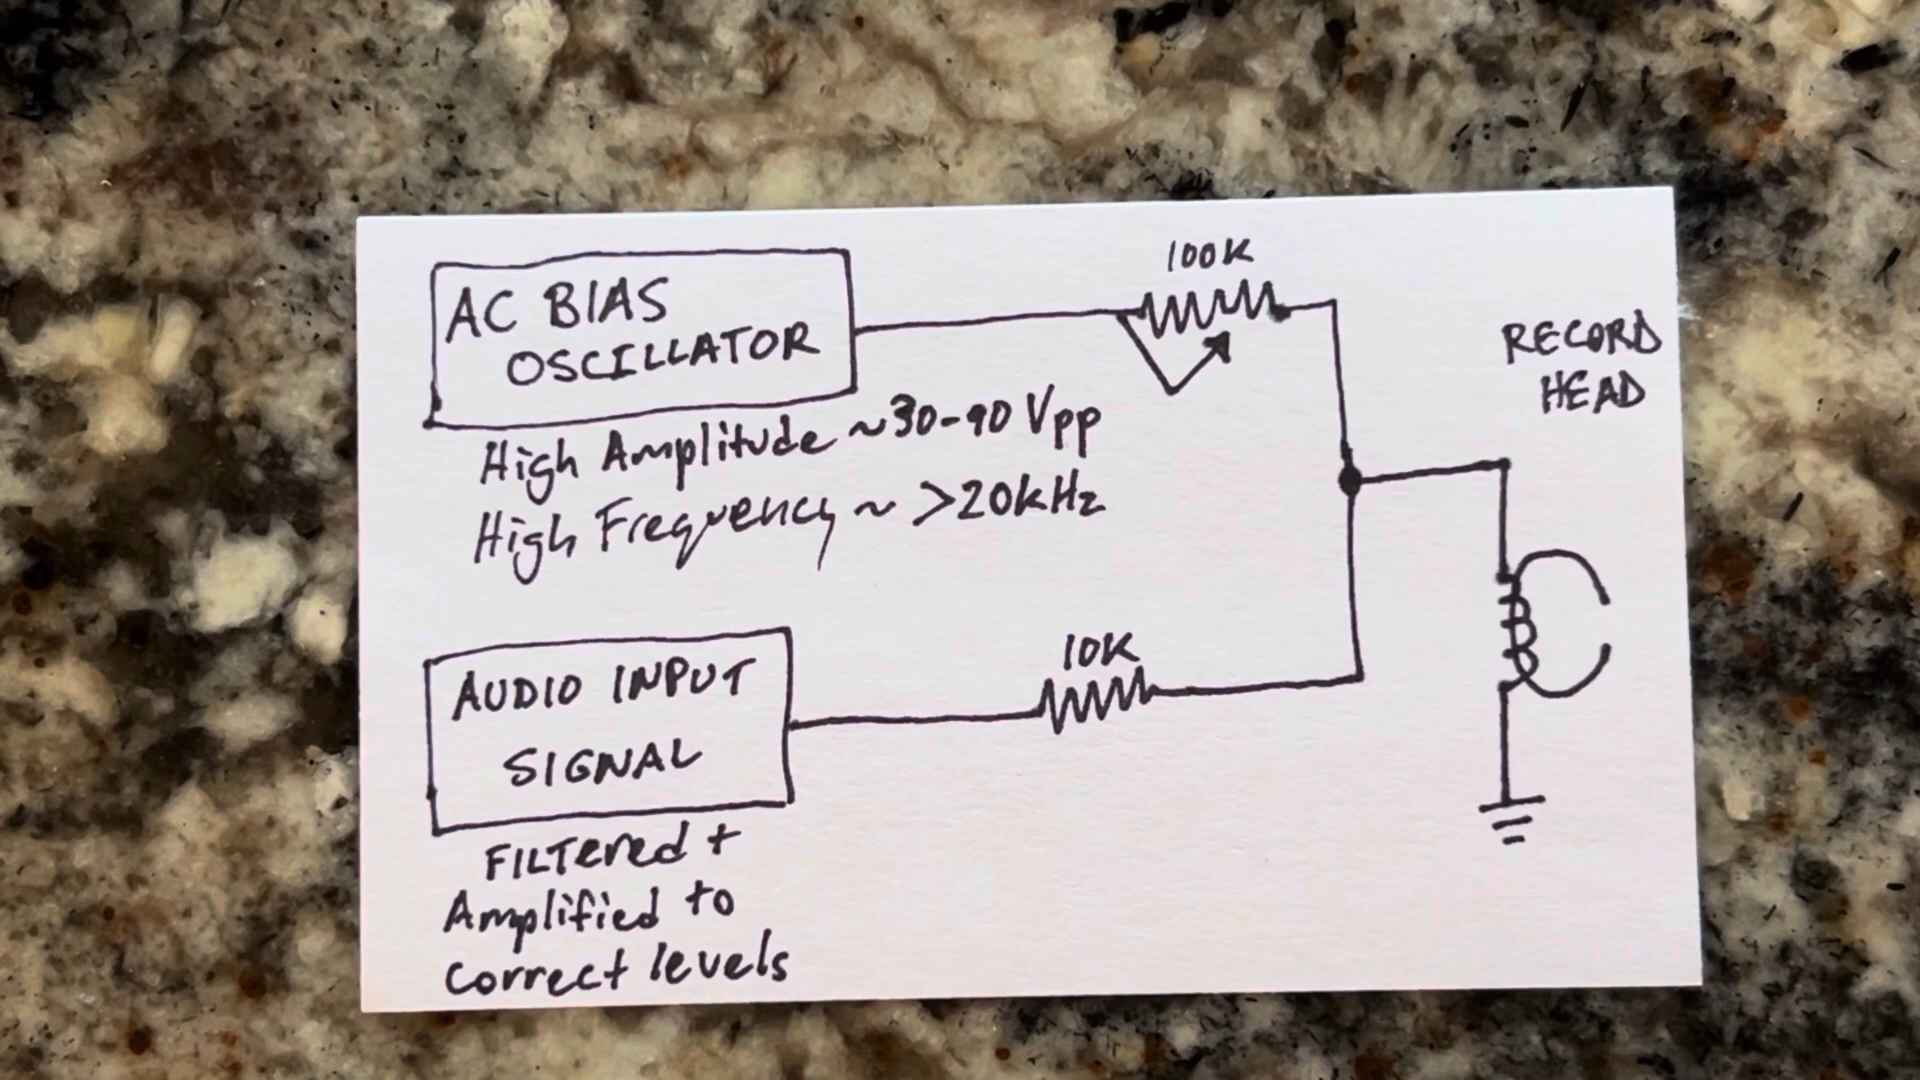 AC BIAS
OSCILLATOR
High Amplitude ~30-90 Vpp
High Frequency ~ >20kHz
100K
RECORD
HEAD
10K
AUDIO INPUT
SIGNAL
FILTered +
Amplified to
correct levels